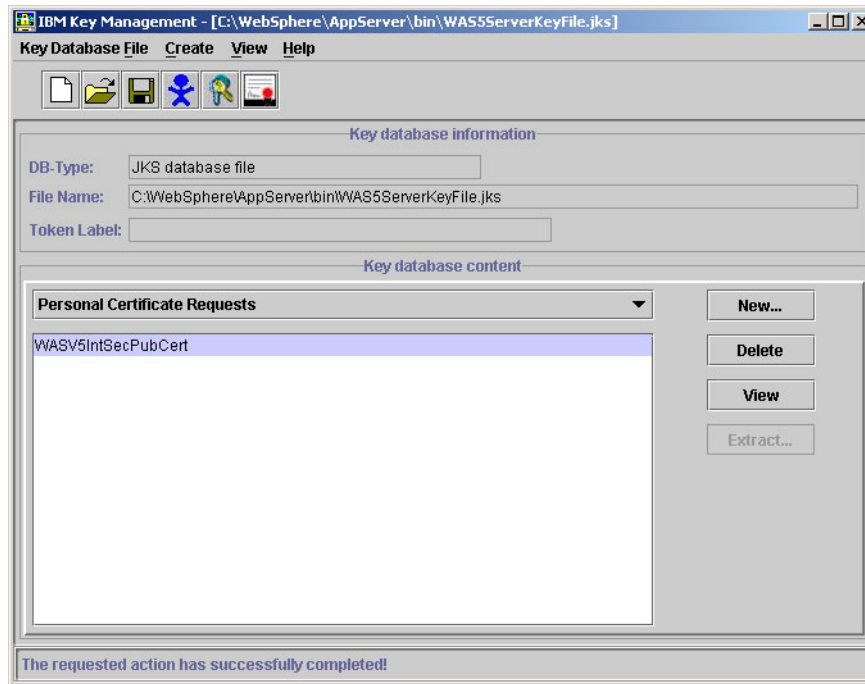 IBM Key Management - [C:\WebSphere\AppServer\bin\WAS5ServerKeyFile.jks]
Key Database File Create View Help
Key database information
DB-Type: JKS database file
File Name: C:\WebSphere\AppServer\bin\WAS5ServerKeyFile.jks
Token Label:
Key database content
Personal Certificate Requests
New...
WASV5IntSecPubCert
Delete
View
Extract...
The requested action has successfully completed!